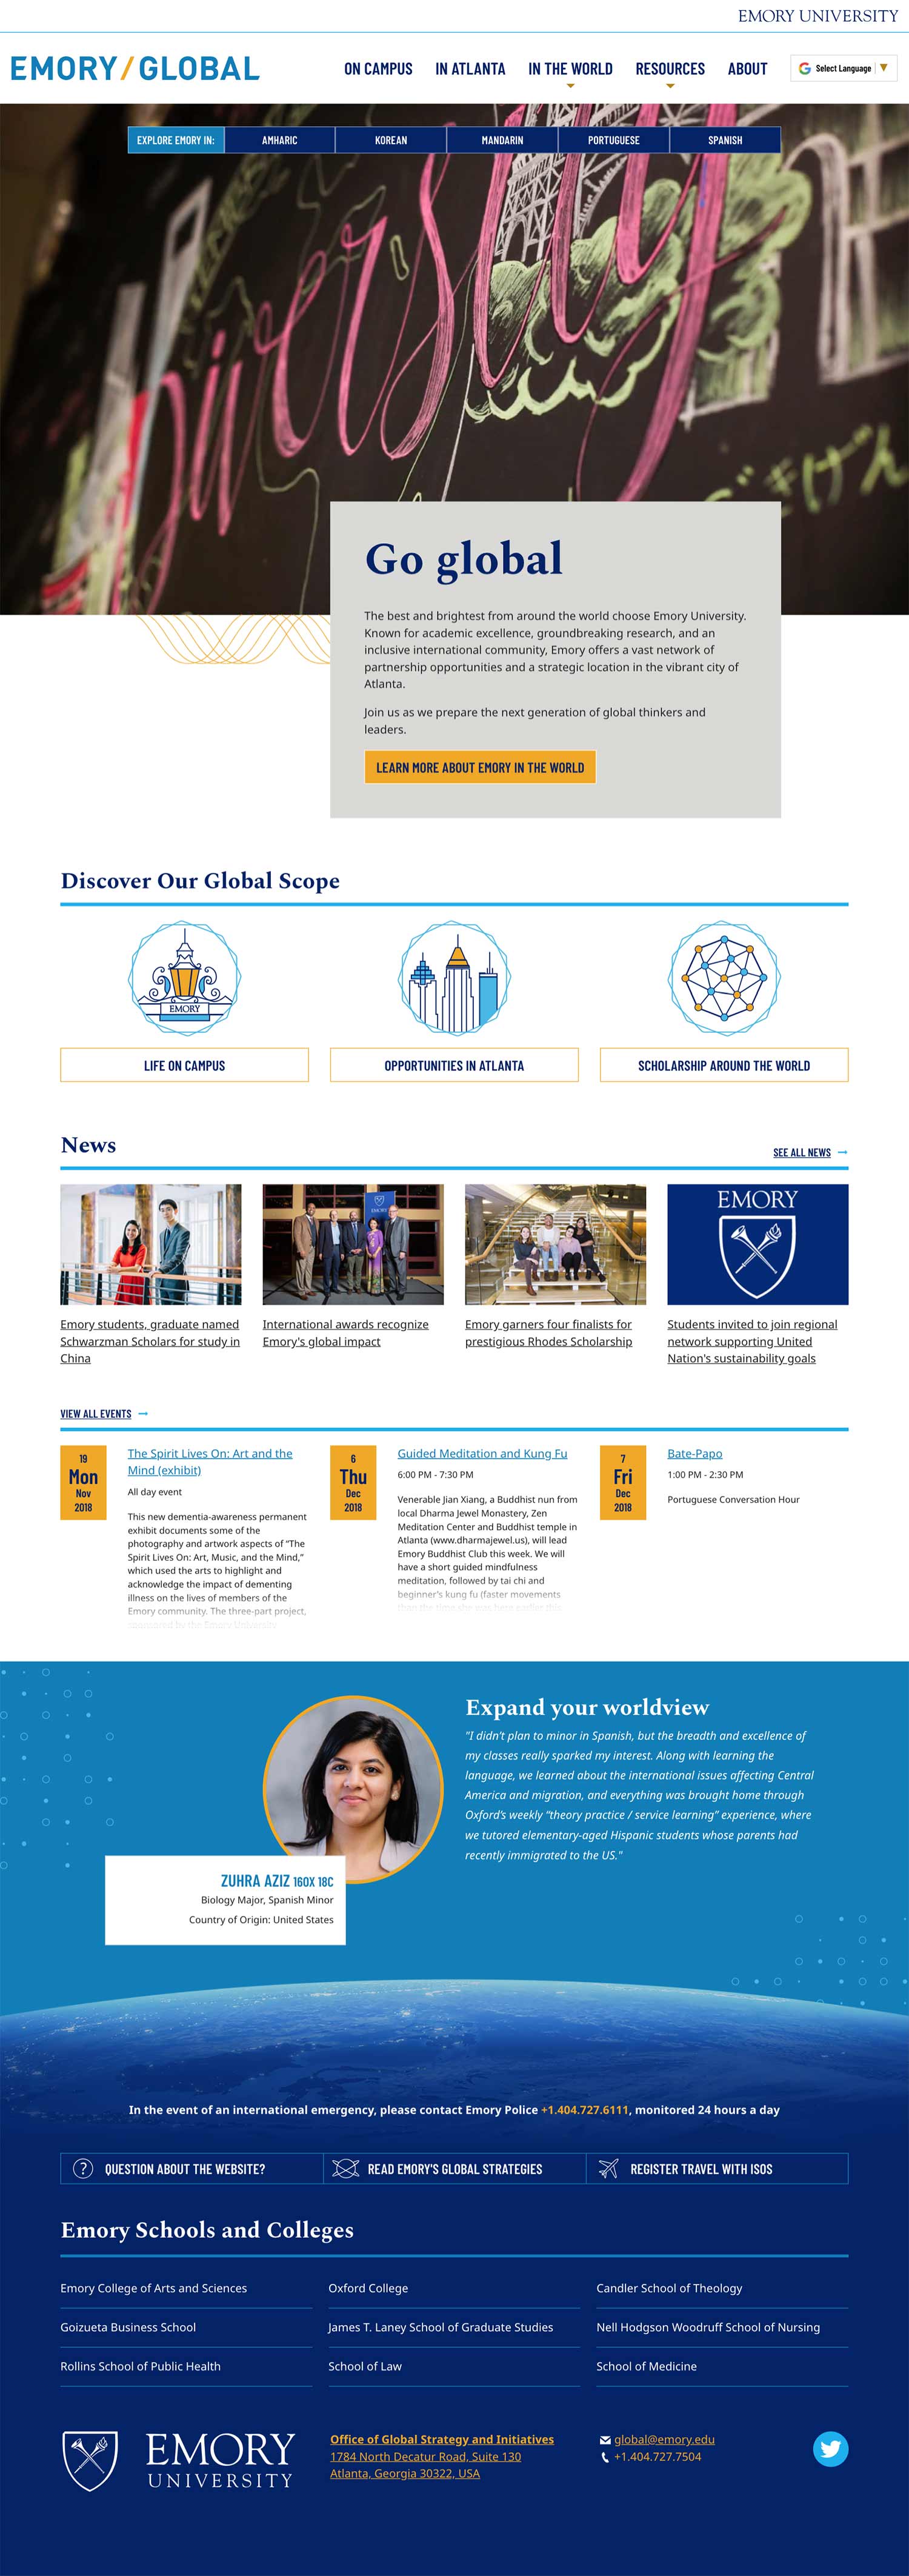 EMORY UNIVERSITY
EMORY/GLOBAL
ON CAMPUS
IN ATLANTA
IN THE WORLD
RESOURCES
ABOUT
Select Language
EXPLORE EMORY IN:
AMHARIC
KOREAN
MANDARIN
PORTUGUESE
SPANISH
Go global
The best and brightest from around the world choose Emory University.
Known for academic excellence, groundbreaking research, and an
inclusive international community, Emory offers a vast network of
partnership opportunities and a strategic location in the vibrant city of
Atlanta.
Join us as we prepare the next generation of global thinkers and
leaders.
LEARN MORE ABOUT EMORY IN THE WORLD
Discover Our Global Scope
EMORY
LIFE ON CAMPUS
OPPORTUNITIES IN ATLANTA
SCHOLARSHIP AROUND THE WORLD
News
SEE ALL NEWS
EMORY
EMORY
Emory students, graduate named
Schwarzman Scholars for study in
China
International awards recognize
Emory's global impact
Emory garners four finalists for
prestigious Rhodes Scholarship
Students invited to join regional
network supporting United
Nation's sustainability goals
VIEW ALL EVENTS
19
Mon
Nov
2018
The Spirit Lives On: Art and the
Mind (exhibit)
All day event
This new dementia-awareness permanent
exhibit documents some of the
photography and artwork aspects of "The
Spirit Lives On: Art, Music, and the Mind,"
which used the arts to highlight and
acknowledge the impact of dementing
illness on the lives of members of the
Emory community. The three-part project,
sponsored by the Emory University
6
Thu
Dec
2018
Guided Meditation and Kung Fu
6:00 PM - 7:30 PM
Venerable Jian Xiang, a Buddhist nun from
local Dharma Jewel Monastery, Zen
Meditation Center and Buddhist temple in
Atlanta (www.dharmajewel.us), will lead
Emory Buddhist Club this week. We will
have a short guided mindfulness
meditation, followed by tai chi and
beginner's kung fu (faster movements
than the time she was here earlier this
7
Fri
Dec
2018
Bate-Papo
1:00 PM - 2:30 PM
Portuguese Conversation Hour
Expand your worldview
"I didn't plan to minor in Spanish, but the breadth and excellence of
my classes really sparked my interest. Along with learning the
language, we learned about the international issues affecting Central
America and migration, and everything was brought home through
Oxford's weekly "theory practice / service learning" experience, where
we tutored elementary-aged Hispanic students whose parents had
recently immigrated to the US."
ZUHRA AZIZ 16OX 18C
Biology Major, Spanish Minor
Country of Origin: United States
In the event of an international emergency, please contact Emory Police +1.404.727.6111, monitored 24 hours a day
QUESTION ABOUT THE WEBSITE?
READ EMORY'S GLOBAL STRATEGIES
REGISTER TRAVEL WITH ISOS
Emory Schools and Colleges
Emory College of Arts and Sciences
Oxford College
Candler School of Theology
Goizueta Business School
James T. Laney School of Graduate Studies
Nell Hodgson Woodruff School of Nursing
Rollins School of Public Health
School of Law
School of Medicine
EMORY
UNIVERSITY
Office of Global Strategy and Initiatives
1784 North Decatur Road, Suite 130
Atlanta, Georgia 30322, USA
global@emory.edu
+1.404.727.7504